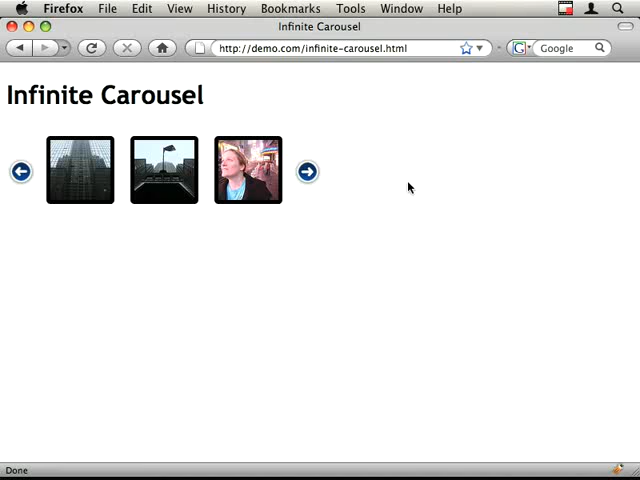 Firefox File Edit View History Bookmarks Tools Window Help
Infinite Carousel
http://demo.com/infinite-carousel.html
G Google
Infinite Carousel
Done